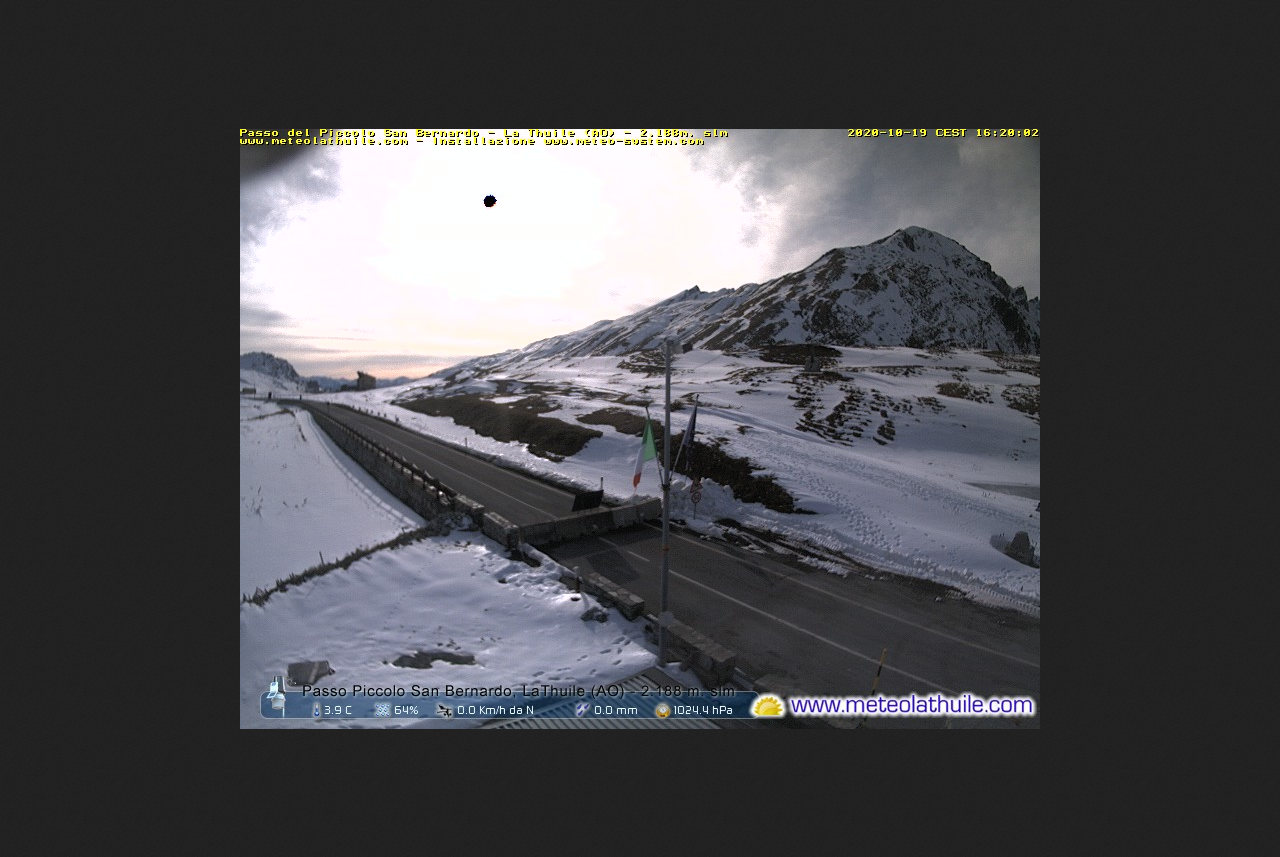 Passo del Piccolo San Bernardo - La Thuile (AO) - 2.188m. slm
2020-10-19 CEST 16:20:02
www.meteolathuile.com - Installazione www.meteo-system.com
Passo Piccolo San Bernardo, LaThuile (AO) - 2.188 m. slm
3.9 C 64% 0.0 Km/h da N 0.0 mm 1024.4 hPa
www.meteolathuile.com